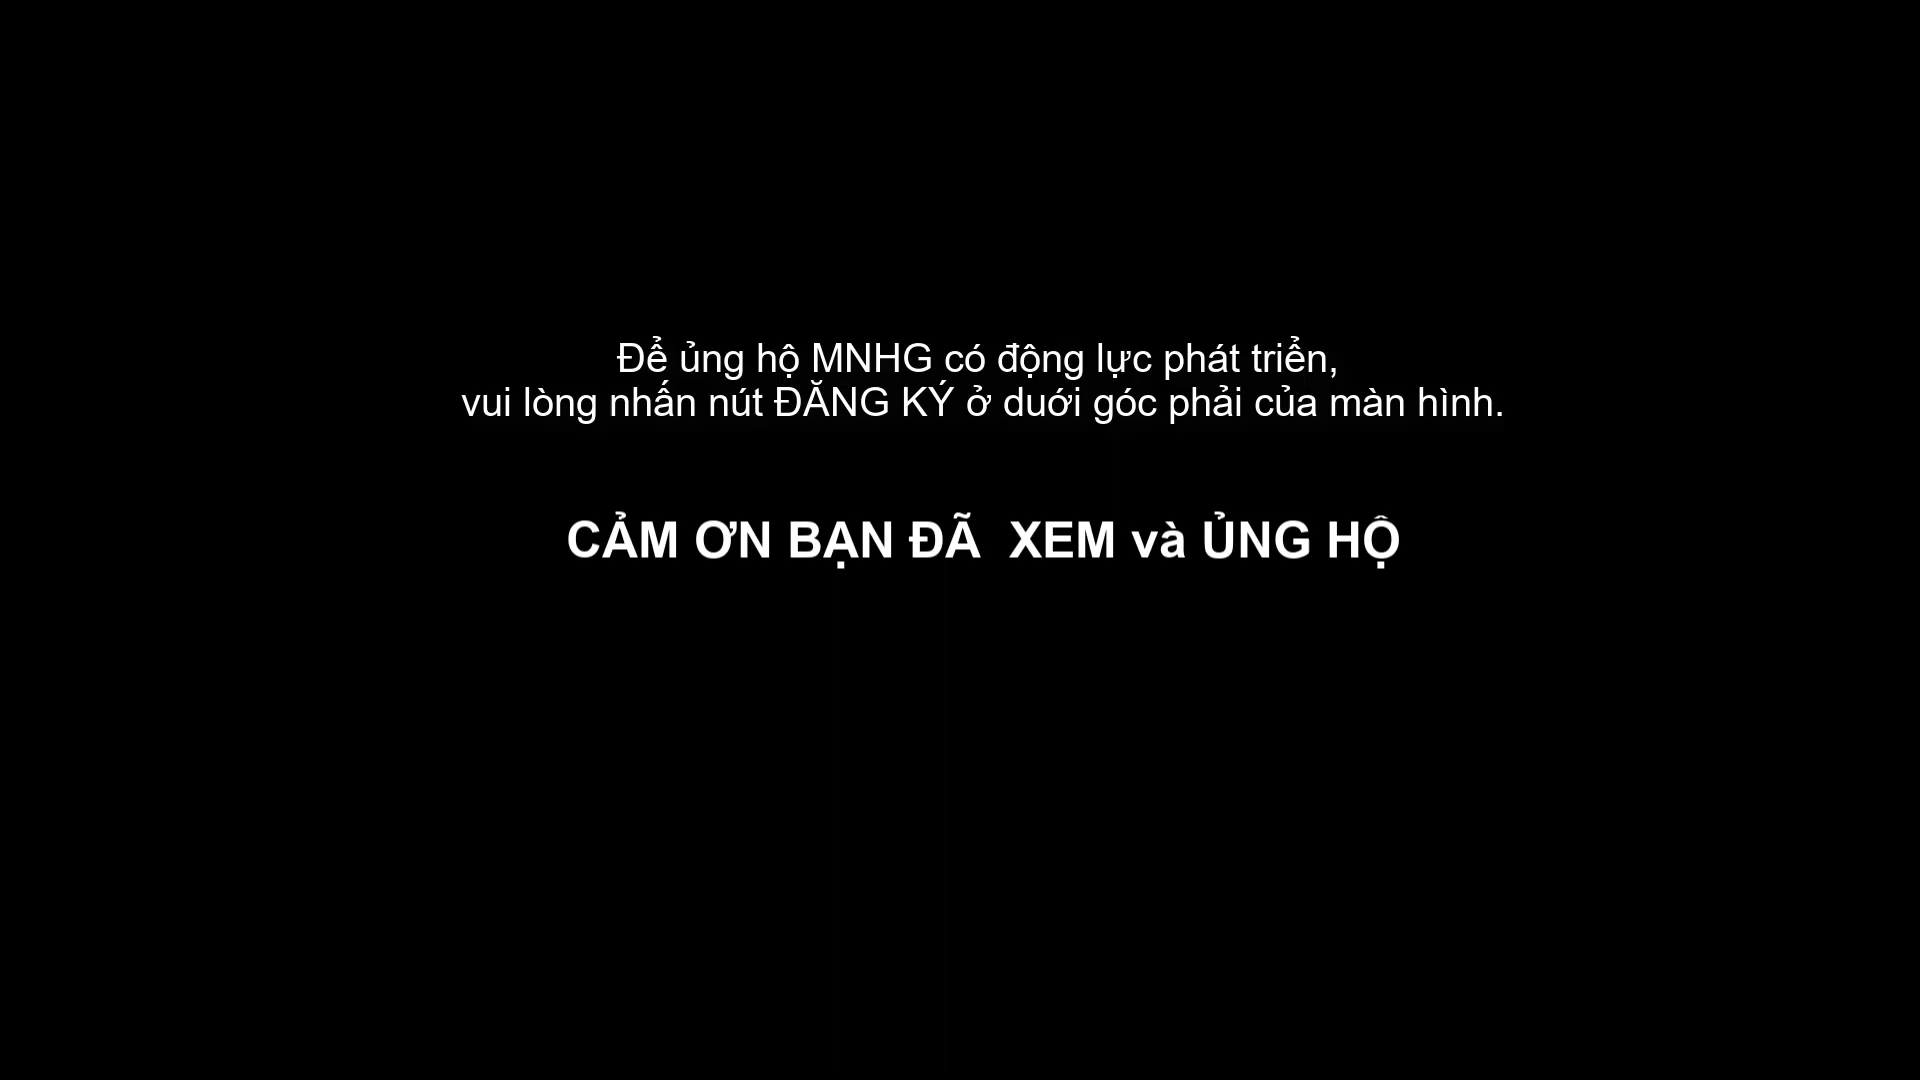 Để ủng hộ MNHG có động lực phát triển,
vui lòng nhấn nút ĐĂNG KÝ ở duới góc phải của màn hình.
CẢM ƠN BẠN ĐÃ  XEM và ỦNG HỘ